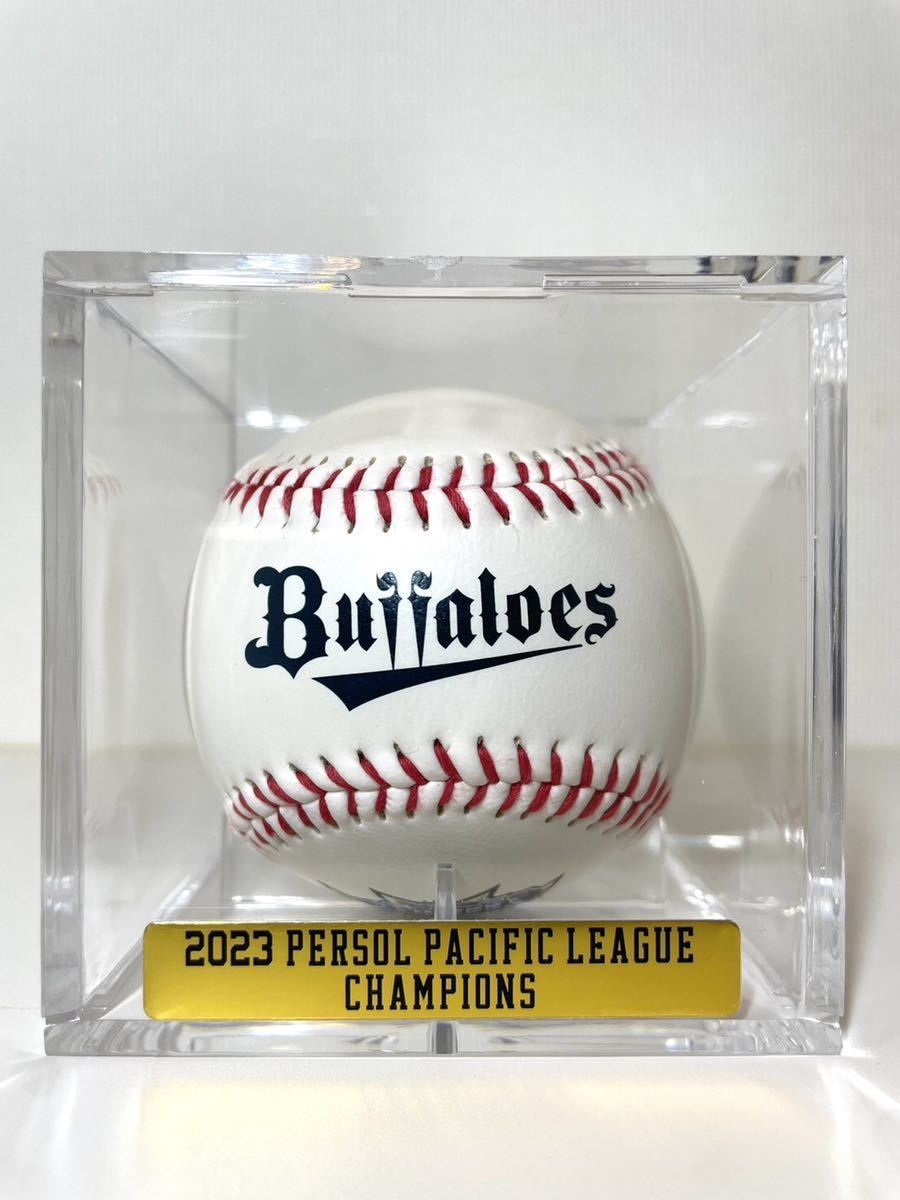 Buffaloes
2023 PERSOL PACIFIC LEAGUE
CHAMPIONS